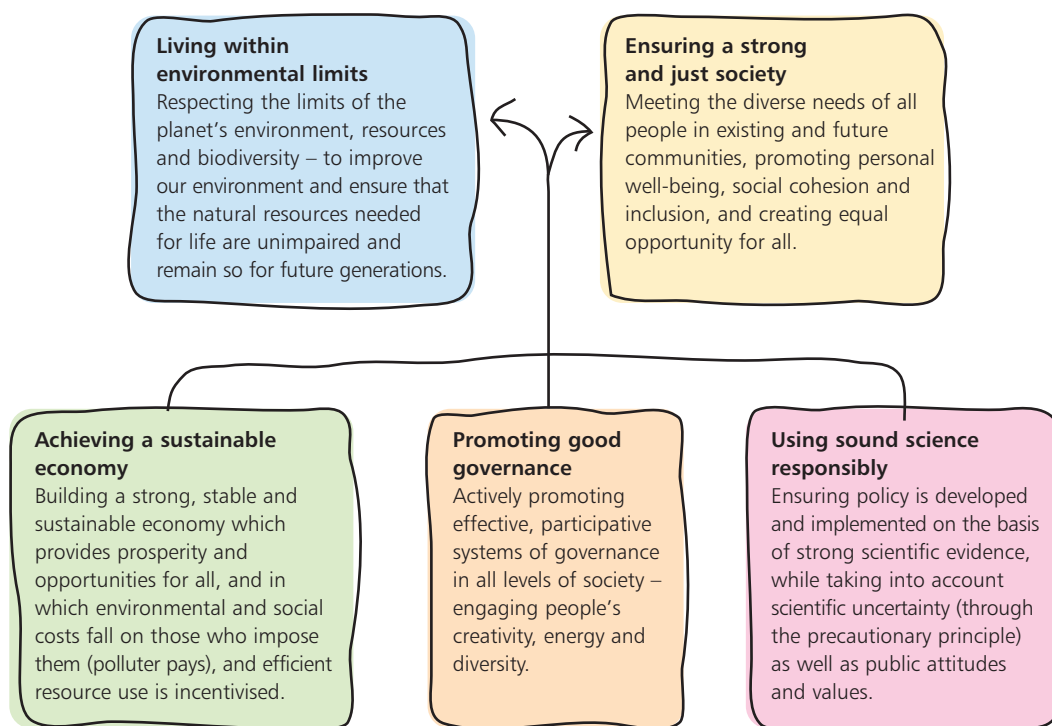 Living within
environmental limits
Respecting the limits of the
planet’s environment, resources
and biodiversity – to improve
our environment and ensure that
the natural resources needed
for life are unimpaired and
remain so for future generations.
Ensuring a strong
and just society
Meeting the diverse needs of all
people in existing and future
communities, promoting personal
well-being, social cohesion and
inclusion, and creating equal
opportunity for all.
Achieving a sustainable
economy
Building a strong, stable and
sustainable economy which
provides prosperity and
opportunities for all, and in
which environmental and social
costs fall on those who impose
them (polluter pays), and efficient
resource use is incentivised.
Promoting good
governance
Actively promoting
effective, participative
systems of governance
in all levels of society –
engaging people’s
creativity, energy and
diversity.
Using sound science
responsibly
Ensuring policy is developed
and implemented on the basis
of strong scientific evidence,
while taking into account
scientific uncertainty (through
the precautionary principle)
as well as public attitudes
and values.